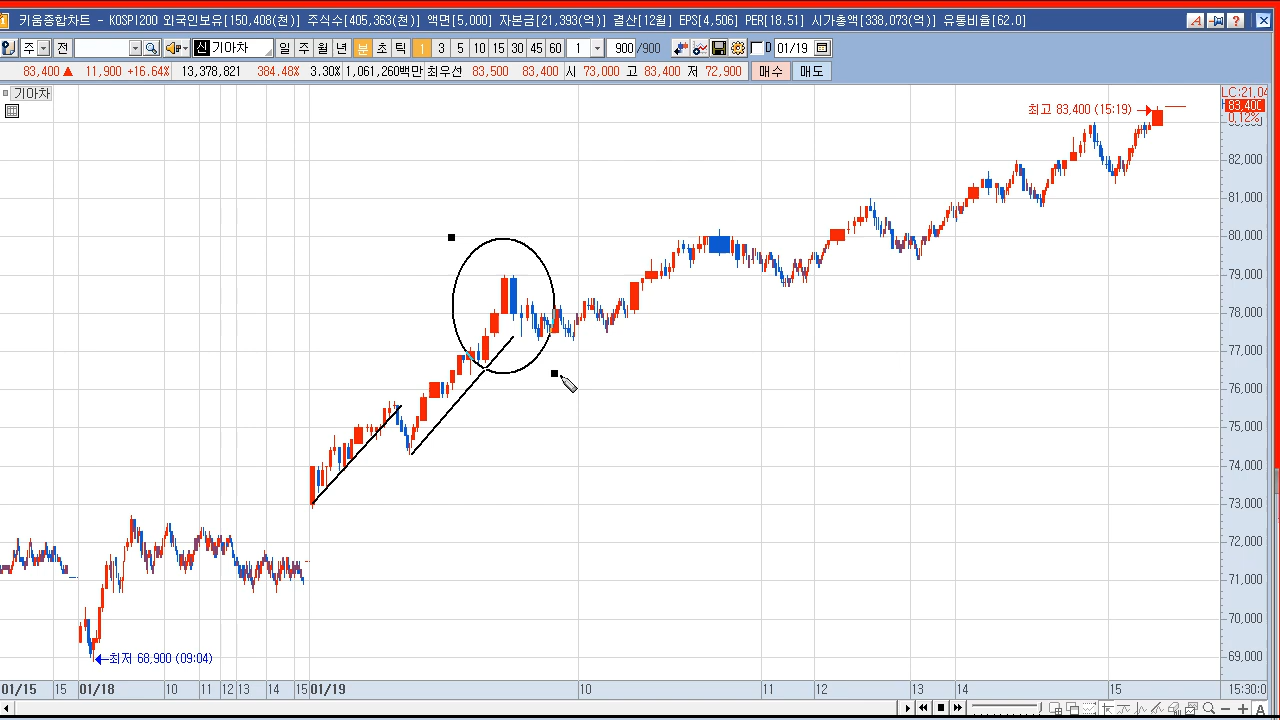 키움종합차트 - KOSPI200 외국인보유[150,408(천)] 주식수[405,363(천)] 액면[5,000] 자본금[21,393(억)] 결산[12월] EPS[4,506] PER[18.51] 시가총액[338,073(억)] 유통비율[62.0]
주 전 신 기아차 일 주 월 년 분 초 틱 1 3 5 10 15 30 45 60 1 900 /900 D 01/19
83,400 ▲ 11,900 +16.64% 13,378,821 384.48% 3.30% 1,061,260백만 최우선 83,500 83,400 시 73,000 고 83,400 저 72,900 매수 매도
기아차
LC:21,04
최고 83,400 (15:19)
83,400
0.12%
82,000
81,000
80,000
79,000
78,000
77,000
76,000
75,000
74,000
73,000
72,000
71,000
70,000
69,000
최저 68,900 (09:04)
01/15 15 01/18 10 11 12 13 14 15 01/19 10 11 12 13 14 15 15:30:0
A